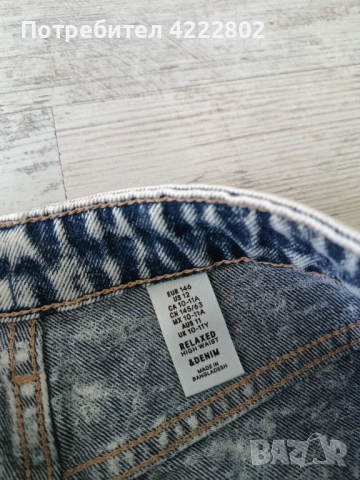 Потребител 4222802
EUR 146
US 12
CA 10-11A
CN 145/63
MX 10-11A
AUS 11
UK 10-11Y
RELAXED
HIGH WAIST
&DENIM
MADE IN
BANGLADESH
BAZAR